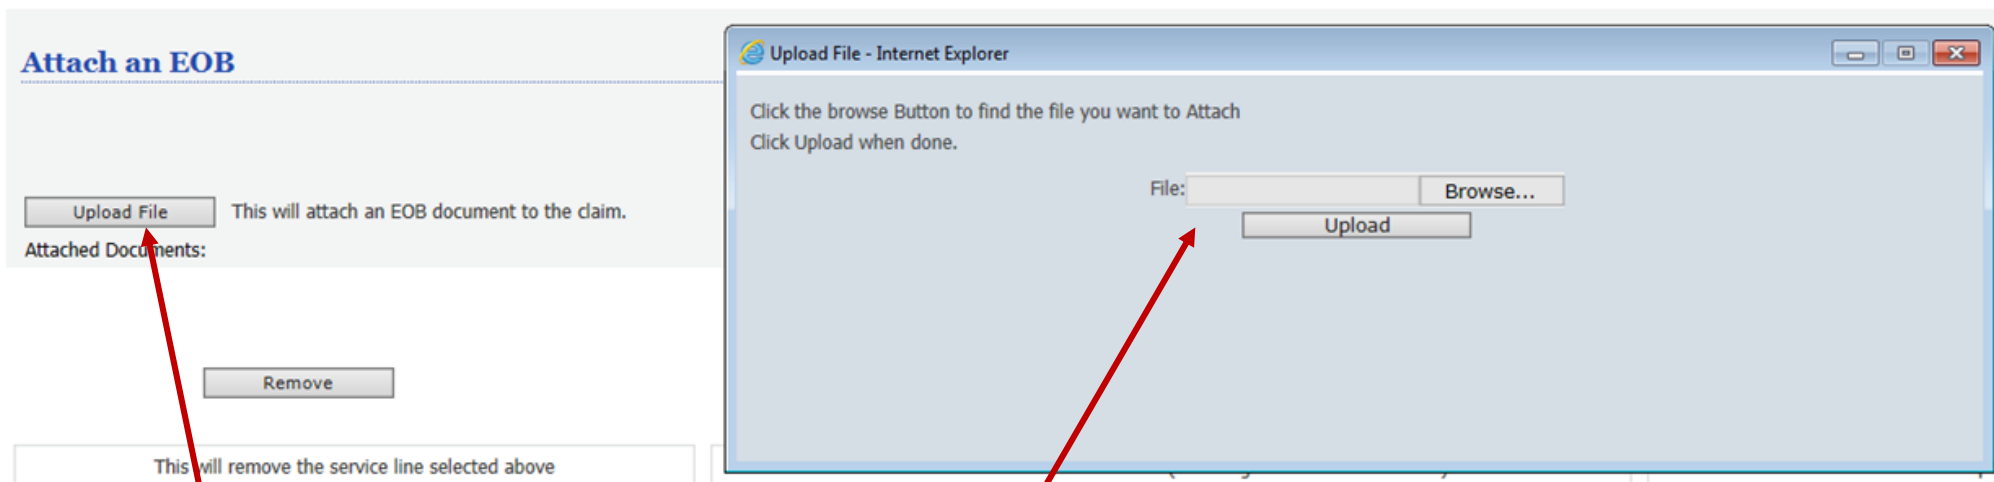 Attach an EOB
Upload File This will attach an EOB document to the claim.
Attached Documents:
Remove
This will remove the service line selected above
Upload File - Internet Explorer
Click the browse Button to find the file you want to Attach
Click Upload when done.
File: Browse...
Upload